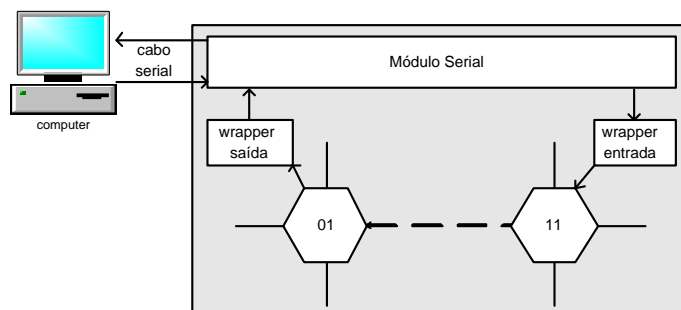 cabo
serial
computer
Módulo Serial
wrapper
saída
wrapper
entrada
01
11